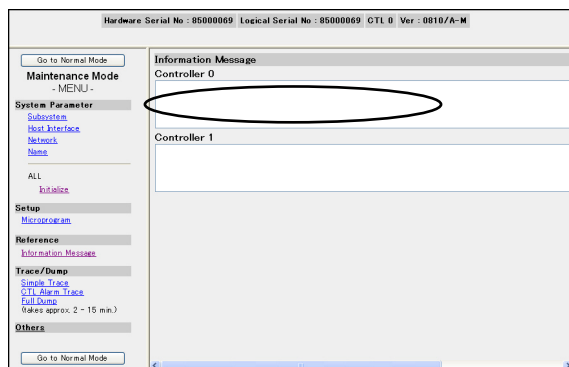 Hardware Serial No : 85000069 Logical Serial No : 85000069 CTL 0 Ver : 0810/A-M
Go to Normal Mode
Maintenance Mode
- MENU -
System Parameter
Subsystem
Host Interface
Network
Name
ALL
Initialize
Setup
Microprogram
Reference
Information Message
Trace/Dump
Simple Trace
CTL Alarm Trace
Full Dump
(takes approx. 2 - 15 min.)
Others
Go to Normal Mode
Information Message
Controller 0
Controller 1